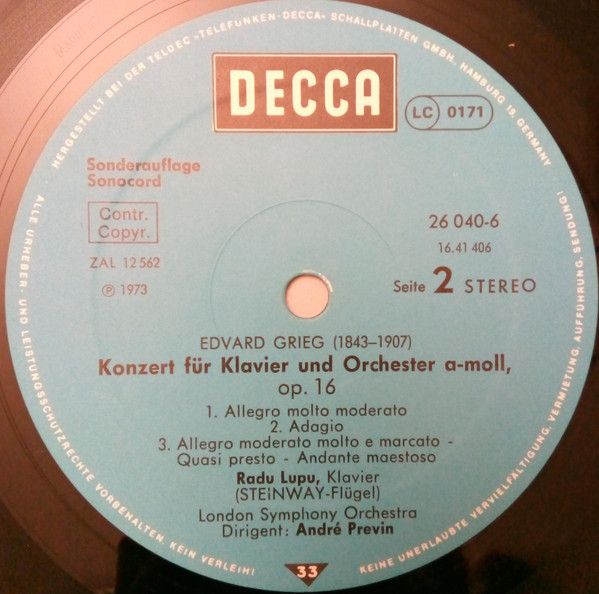 HERGESTELLT BEI DER TELDEC »TELEFUNKEN-DECCA« SCHALLPLATTEN GMBH, HAMBURG 19, GERMANY
DECCA
LC 0171
Sonderauflage
Sonocord
Contr.
Copyr.
ZAL 12 562
Ⓟ 1973
26 040-6
16.41 406
Seite 2 STEREO
EDVARD GRIEG (1843–1907)
Konzert für Klavier und Orchester a-moll,
op. 16
1. Allegro molto moderato
2. Adagio
3. Allegro moderato molto e marcato -
Quasi presto - Andante maestoso
Radu Lupu, Klavier
(STEINWAY-Flügel)
London Symphony Orchestra
Dirigent: André Previn
33
ALLE URHEBER- UND LEISTUNGSSCHUTZRECHTE VORBEHALTEN. KEIN VERLEIH!
KEINE UNERLAUBTE VERVIELFÄLTIGUNG, VERMIETUNG, AUFFÜHRUNG, SENDUNG!